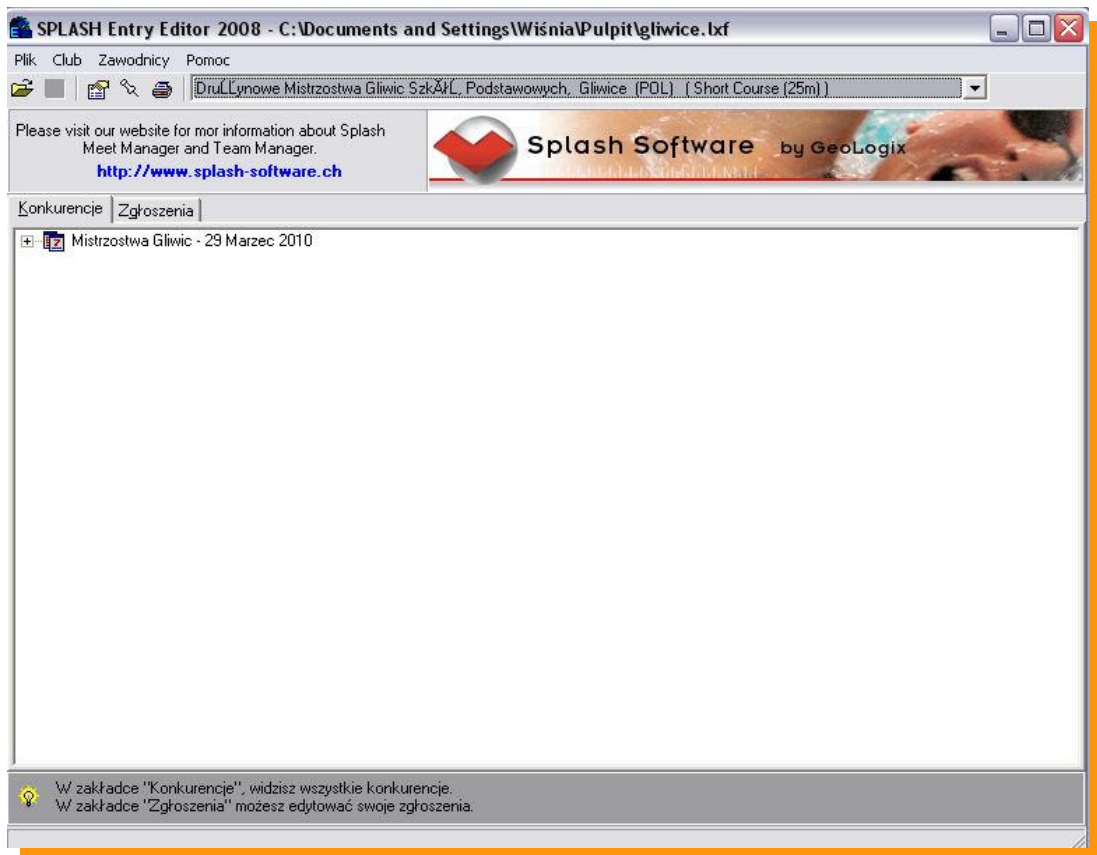 SPLASH Entry Editor 2008 - C:\Documents and Settings\Wiśnia\Pulpit\gliwice.lxf
Plik Club Zawodnicy Pomoc
DruĹĽynowe Mistrzostwa Gliwic SzkĂłĹ, Podstawowych, Gliwice (POL) ( Short Course (25m) )
Please visit our website for mor information about Splash
Meet Manager and Team Manager.
http://www.splash-software.ch
Splash Software by GeoLogix
Konkurencje Zgłoszenia
Mistrzostwa Gliwic - 29 Marzec 2010
W zakładce "Konkurencje", widzisz wszystkie konkurencje.
W zakładce "Zgłoszenia" możesz edytować swoje zgłoszenia.